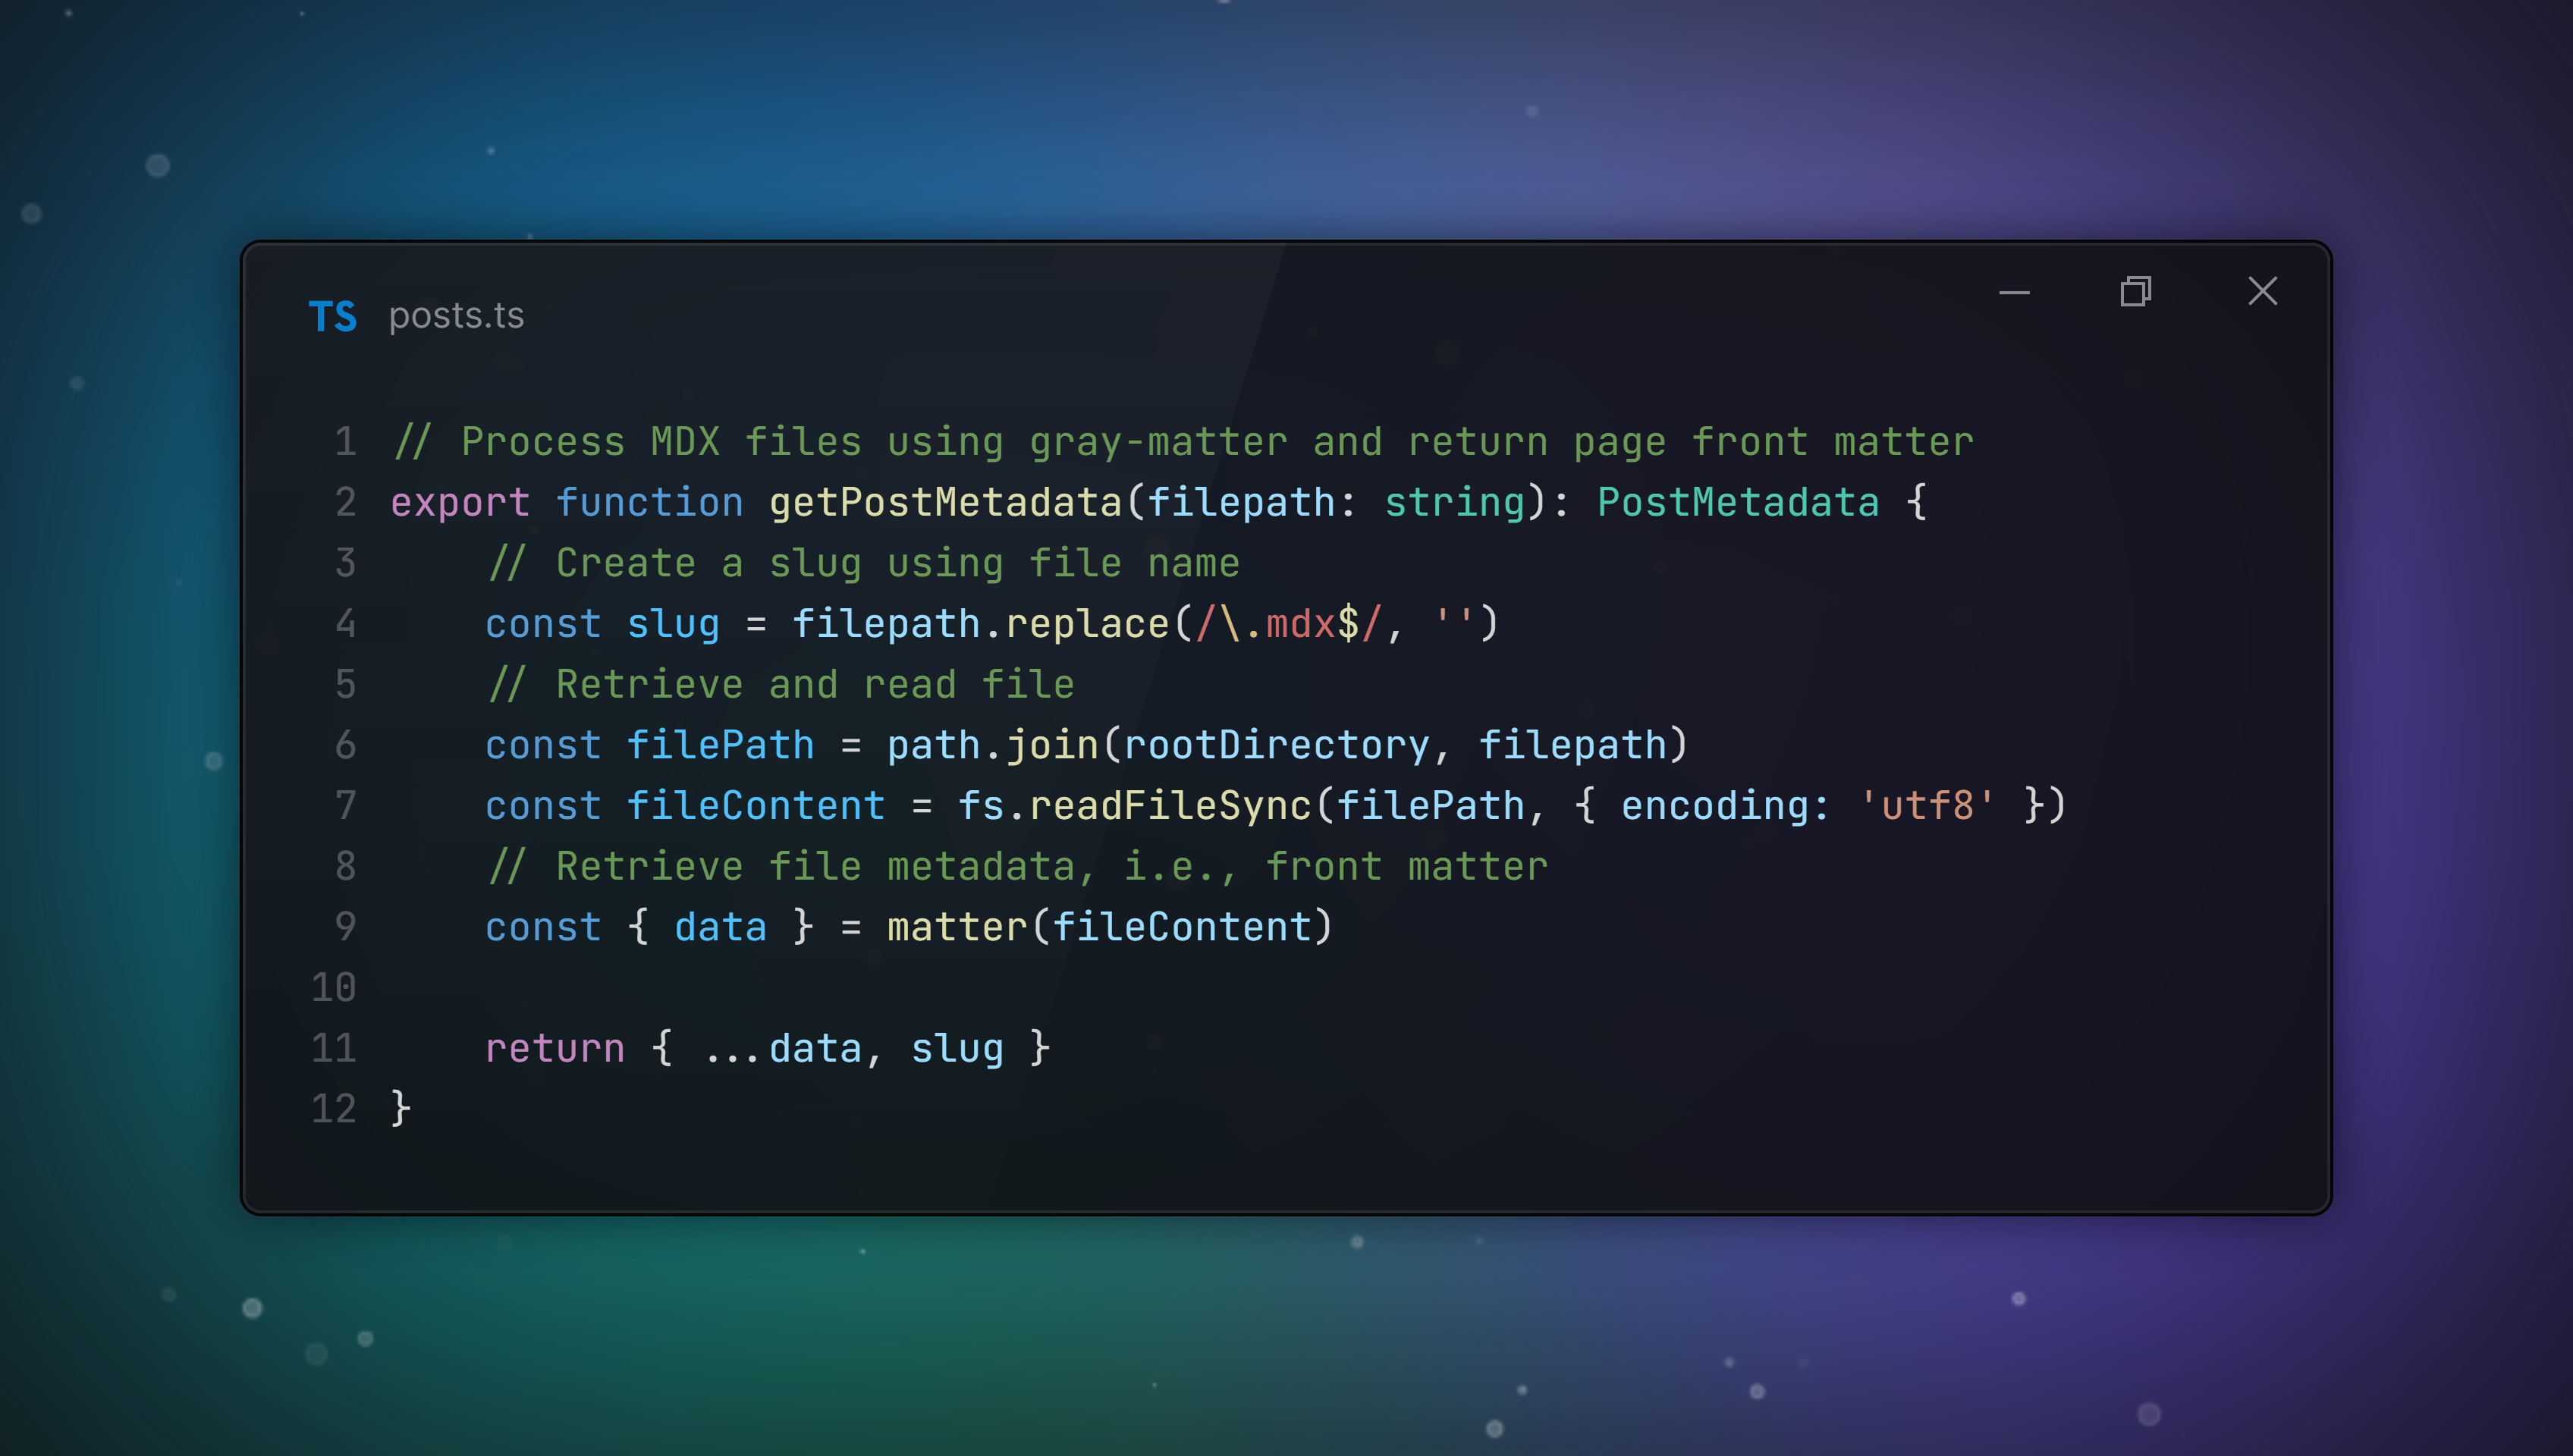 TS posts.ts
1 // Process MDX files using gray-matter and return page front matter
2 export function getPostMetadata(filepath: string): PostMetadata {
3     // Create a slug using file name
4     const slug = filepath.replace(/\.mdx$/, '')
5     // Retrieve and read file
6     const filePath = path.join(rootDirectory, filepath)
7     const fileContent = fs.readFileSync(filePath, { encoding: 'utf8' })
8     // Retrieve file metadata, i.e., front matter
9     const { data } = matter(fileContent)
10
11     return { ...data, slug }
12 }